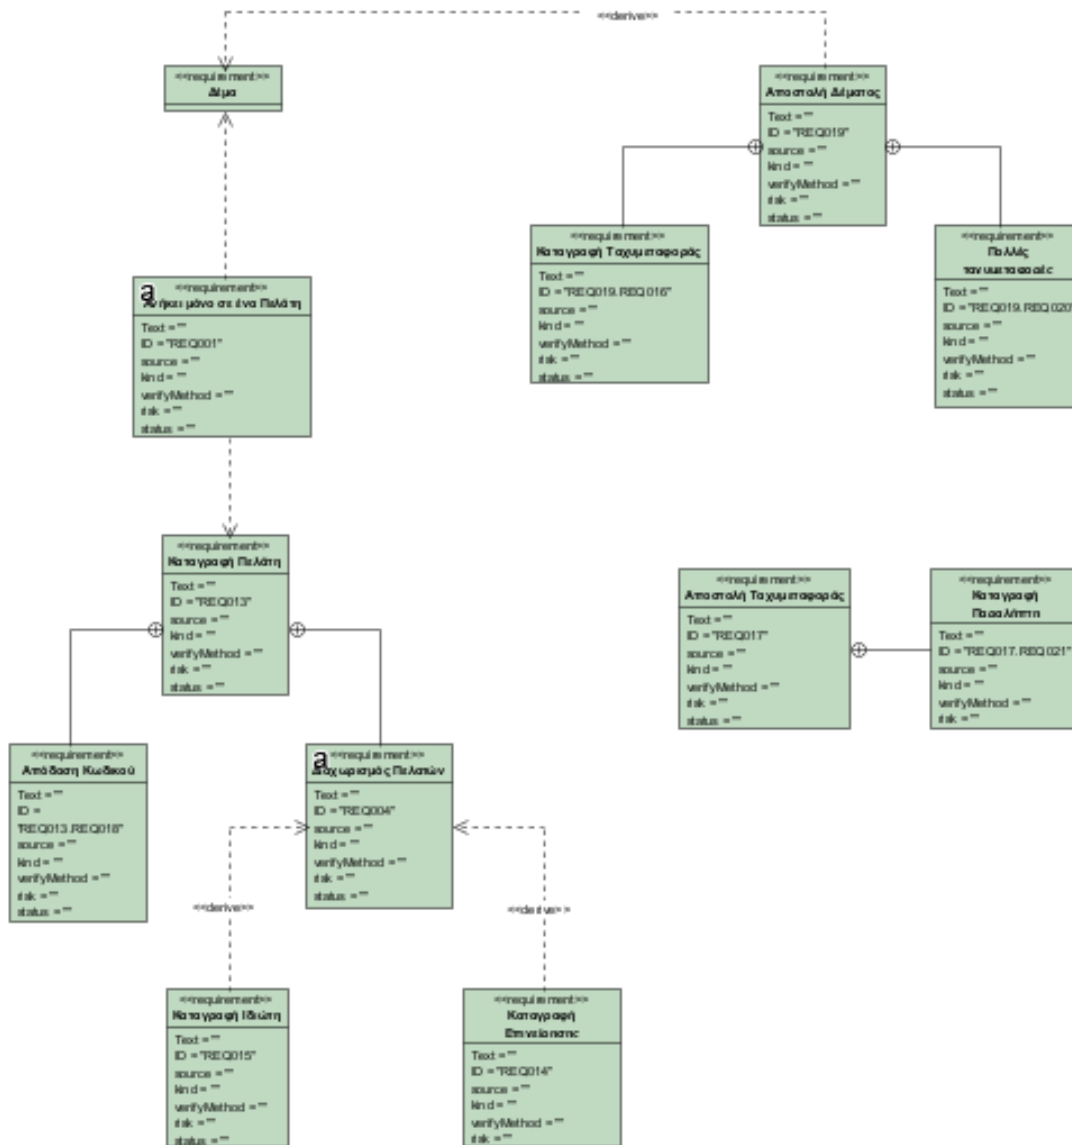 <<derive>>
<<requirement>>
Δέμα
<<requirement>>
Αποστολή Δέματος
Text = ""
ID = "REQ019"
source = ""
kind = ""
verifyMethod = ""
risk = ""
status = ""
<<requirement>>
Καταγραφή Ταχυμεταφοράς
Text = ""
ID = "REQ019.REQ016"
source = ""
kind = ""
verifyMethod = ""
risk = ""
status = ""
<<requirement>>
Πολλές
ταχυμεταφορές
Text = ""
ID = "REQ019.REQ020"
source = ""
kind = ""
verifyMethod = ""
risk = ""
status = ""
<<requirement>>
a
Ανήκει μόνο σε ένα Πελάτη
Text = ""
ID = "REQ001"
source = ""
kind = ""
verifyMethod = ""
risk = ""
status = ""
<<requirement>>
Καταγραφή Πελάτη
Text = ""
ID = "REQ013"
source = ""
kind = ""
verifyMethod = ""
risk = ""
status = ""
<<requirement>>
Αποστολή Ταχυμεταφοράς
Text = ""
ID = "REQ017"
source = ""
kind = ""
verifyMethod = ""
risk = ""
status = ""
<<requirement>>
Καταγραφή
Παραλήπτη
Text = ""
ID = "REQ017.REQ021"
source = ""
kind = ""
verifyMethod = ""
risk = ""
<<requirement>>
Απόδοση Κωδικού
Text = ""
ID =
"REQ013.REQ018"
source = ""
kind = ""
verifyMethod = ""
risk = ""
status = ""
<<requirement>>
a
Διαχωρισμός Πελατών
Text = ""
ID = "REQ004"
source = ""
kind = ""
verifyMethod = ""
risk = ""
status = ""
<<derive>>
<<derive>>
<<requirement>>
Καταγραφή Ιδιώτη
Text = ""
ID = "REQ015"
source = ""
kind = ""
verifyMethod = ""
risk = ""
status = ""
<<requirement>>
Καταγραφή
Επιχείρησης
Text = ""
ID = "REQ014"
source = ""
kind = ""
verifyMethod = ""
risk = ""